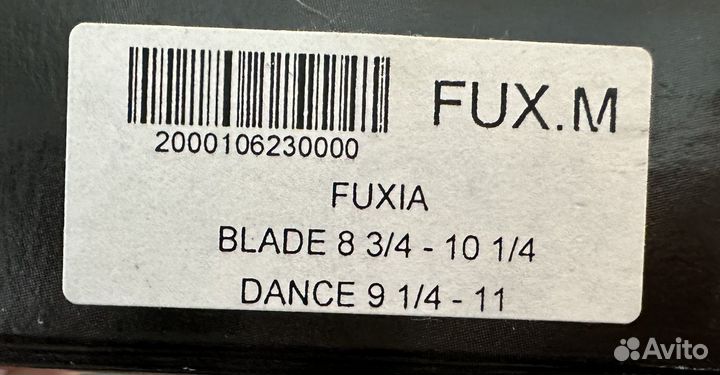 FUX.M
2000106230000
FUXIA
BLADE 8 3/4 - 10 1/4
DANCE 9 1/4 - 11
Avito